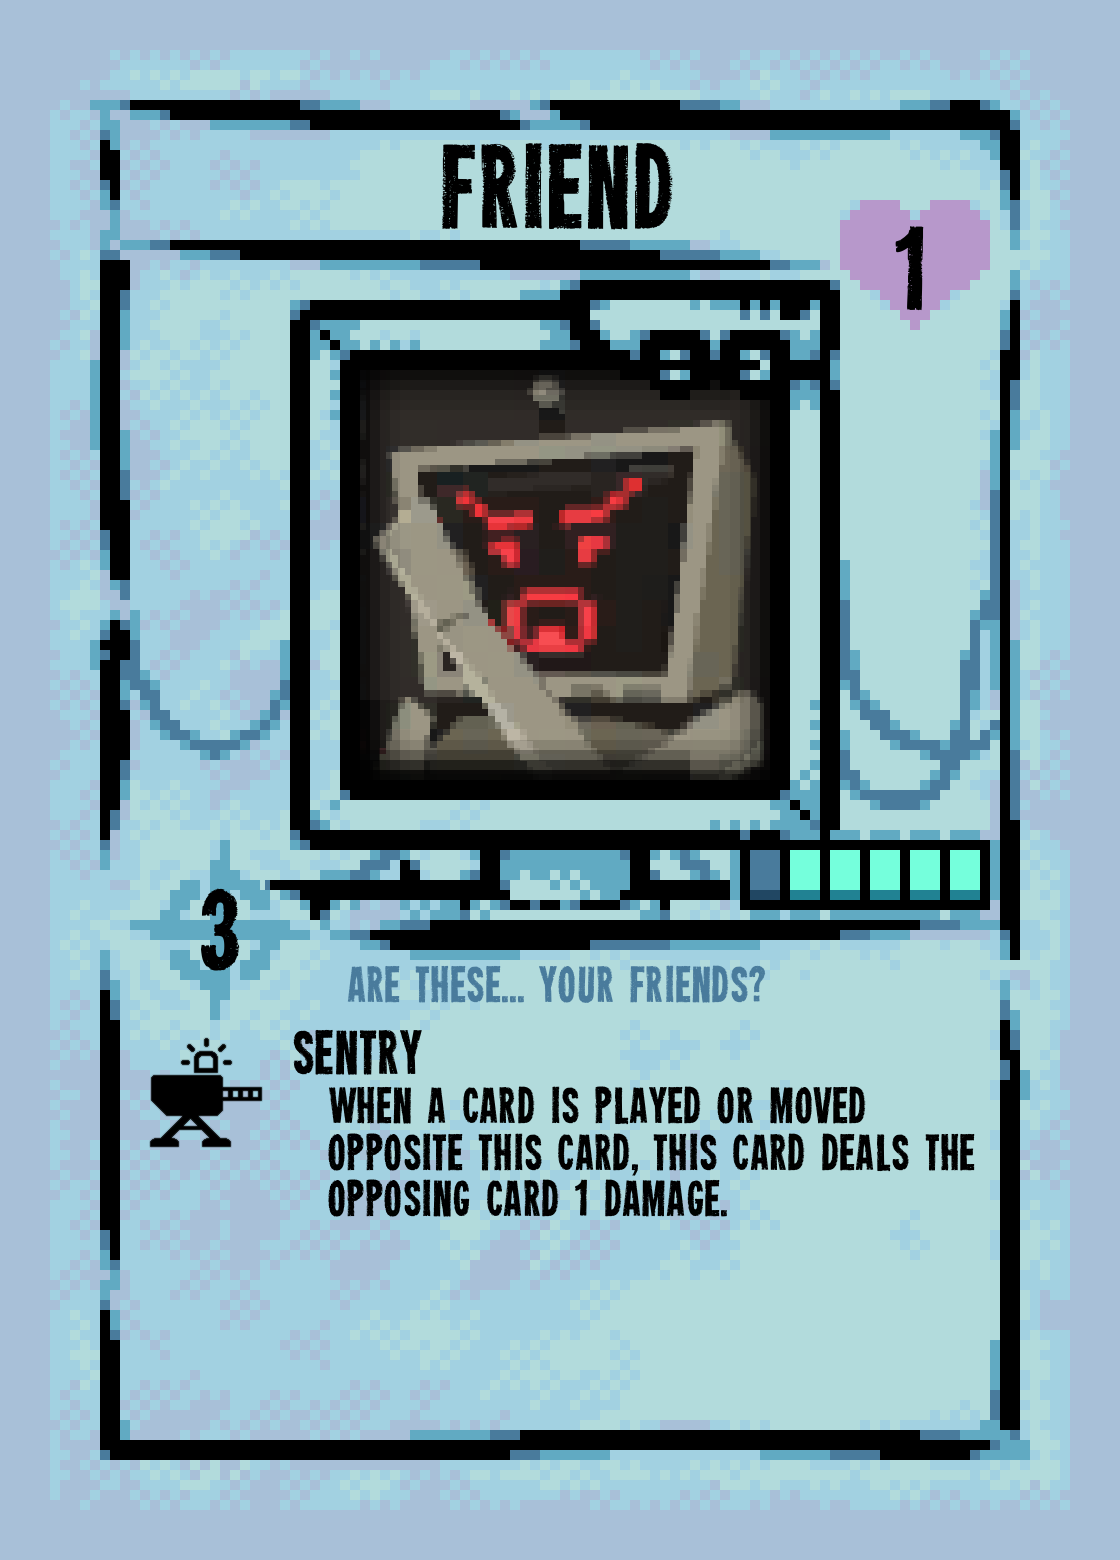 FRIEND
1
3
ARE THESE... YOUR FRIENDS?
SENTRY
WHEN A CARD IS PLAYED OR MOVED
OPPOSITE THIS CARD, THIS CARD DEALS THE
OPPOSING CARD 1 DAMAGE.